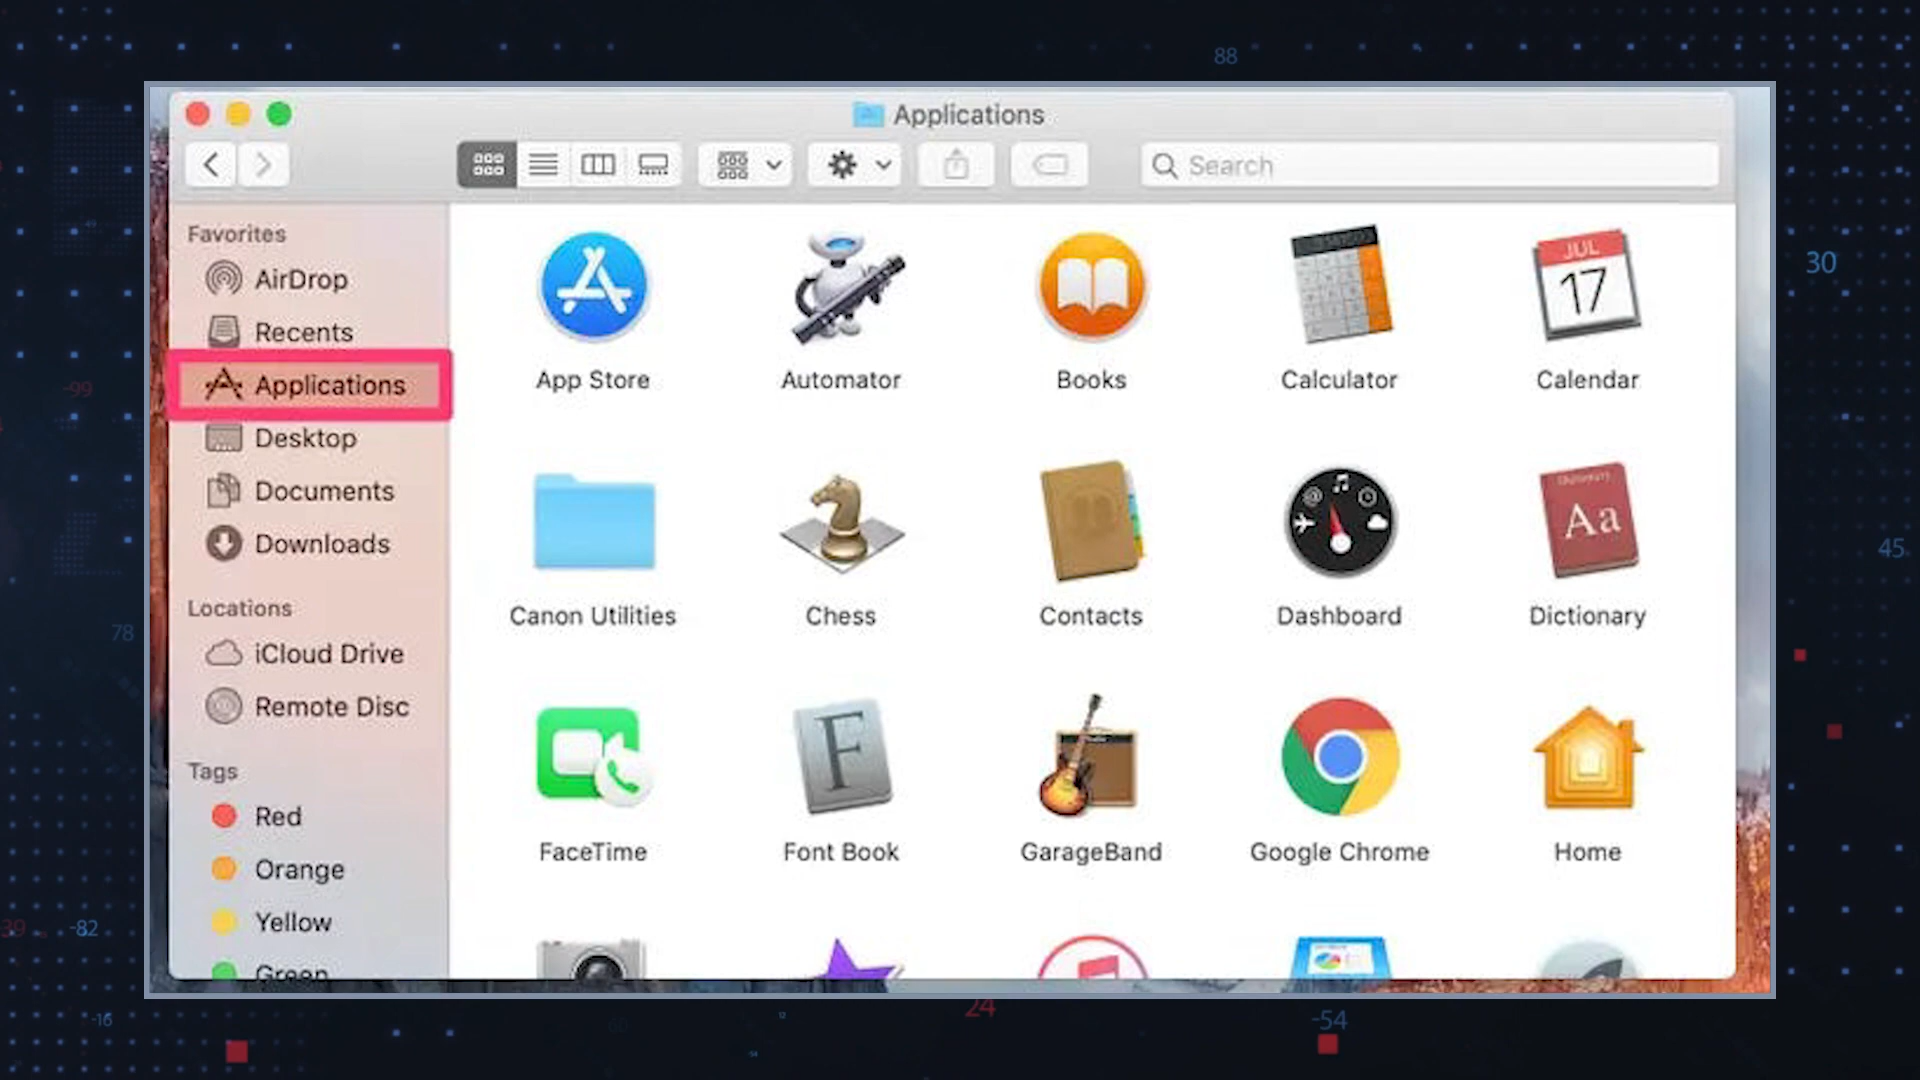 88
Applications
Search
Favorites
AirDrop
Recents
Applications
Desktop
Documents
Downloads
Locations
iCloud Drive
Remote Disc
Tags
Red
Orange
Yellow
Green
App Store
Automator
Books
Calculator
JUL
17
Calendar
Canon Utilities
Chess
Contacts
Dashboard
Aa
Dictionary
FaceTime
F
Font Book
GarageBand
Google Chrome
Home
30
-99
45
78
39
-82
-16
60
24
-54